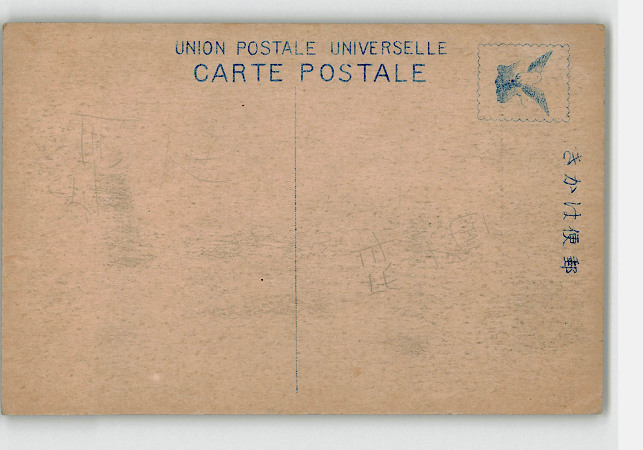 UNION POSTALE UNIVERSELLE
CARTE POSTALE
きかは便郵